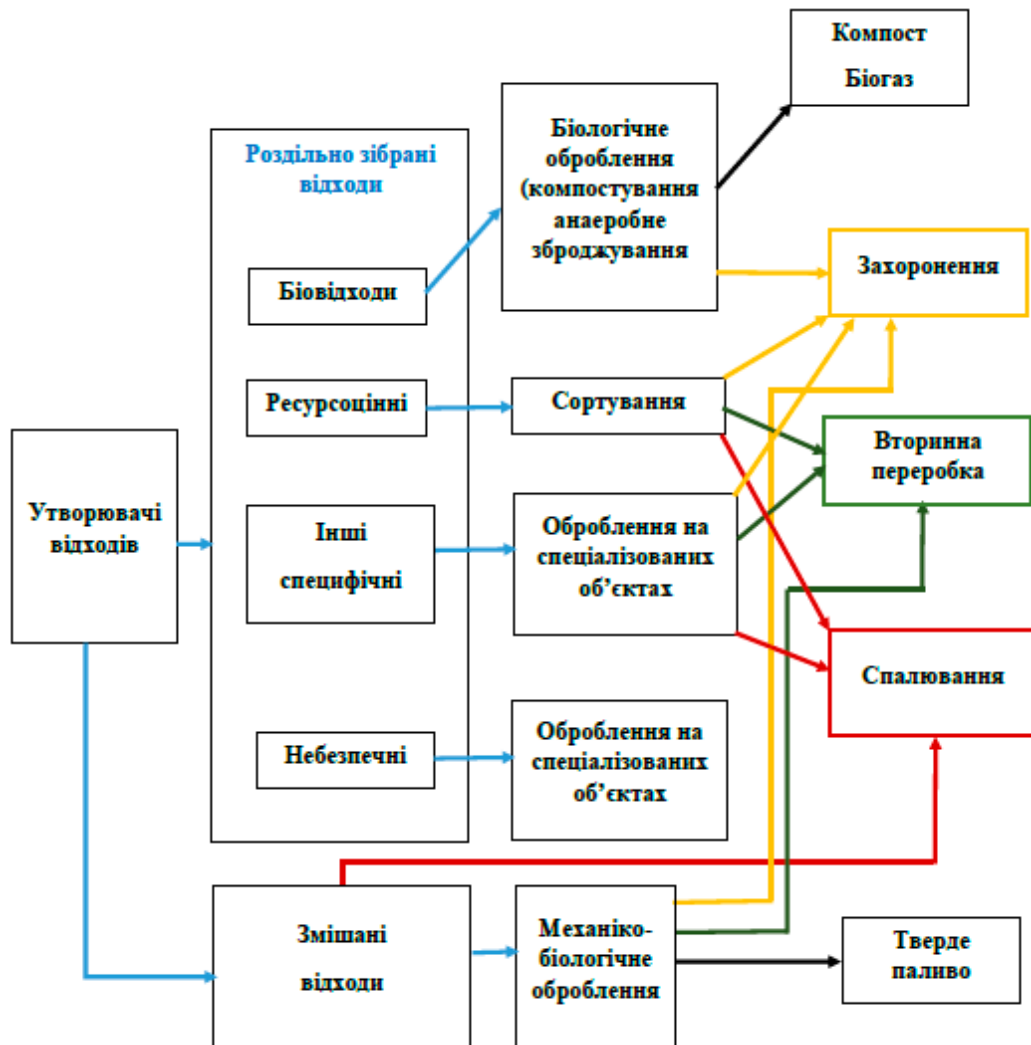 Компост
Біогаз
Біологічне
оброблення
(компостування
анаеробне
зброджування
Роздільно зібрані
відходи
Захоронення
Біовідходи
Ресурсоцінні
Сортування
Вторинна
переробка
Утворювачі
відходів
Інші
специфічні
Оброблення на
спеціалізованих
об’єктах
Спалювання
Небезпечні
Оброблення на
спеціалізованих
об’єктах
Змішані
відходи
Механіко-
біологічне
оброблення
Тверде
паливо